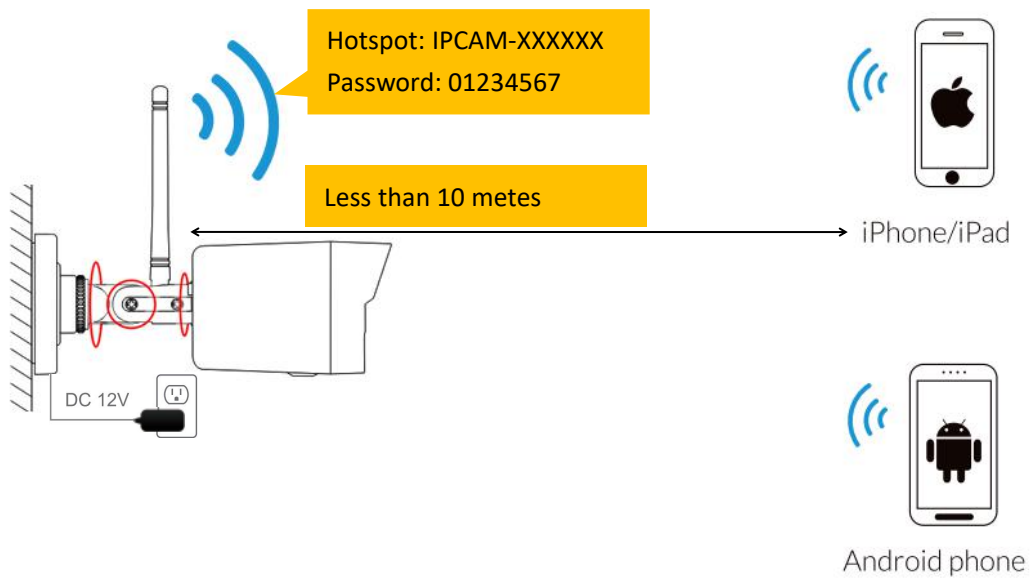 Hotspot: IPCAM-XXXXXX
Password: 01234567
Less than 10 metes
iPhone/iPad
DC 12V
Android phone